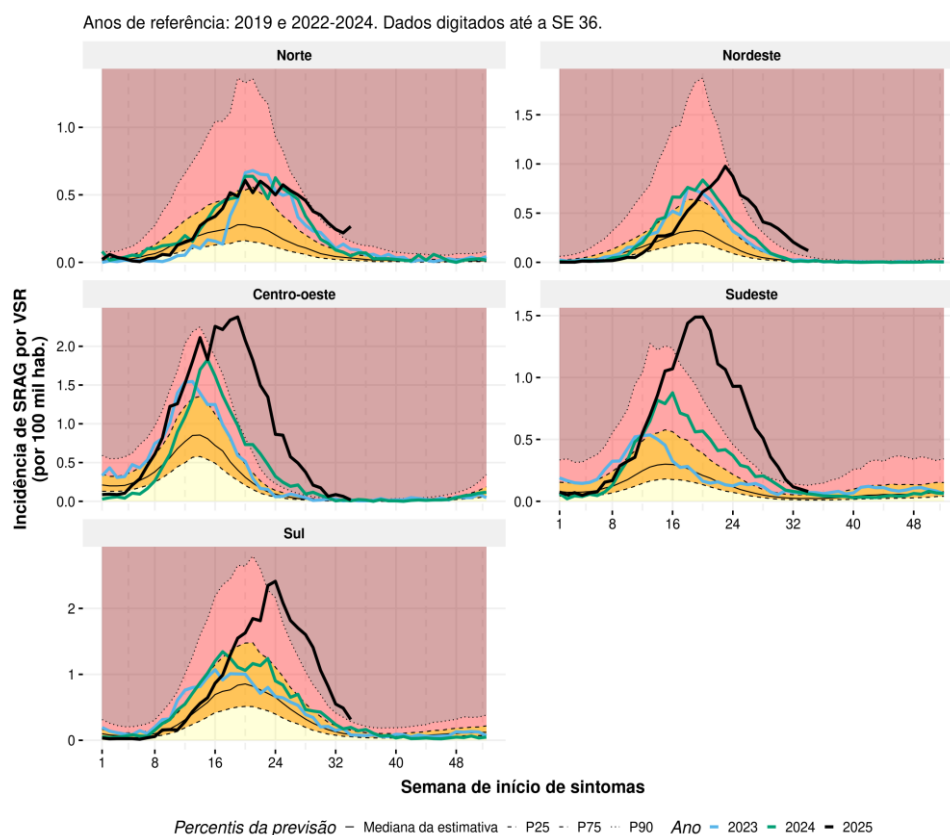 Anos de referência: 2019 e 2022-2024. Dados digitados até a SE 36.
Norte
Nordeste
1.0
0.5
0.0
1.5
1.0
0.5
0.0
Centro-oeste
Sudeste
2.0
1.5
1.0
0.5
0.0
1.5
1.0
0.5
0.0
1 8 16 24 32 40 48
Sul
2
1
0
1 8 16 24 32 40 48
Incidência de SRAG por VSR
(por 100 mil hab.)
Semana de início de sintomas
Percentis da previsão Mediana da estimativa P25 P75 P90 Ano 2023 2024 2025